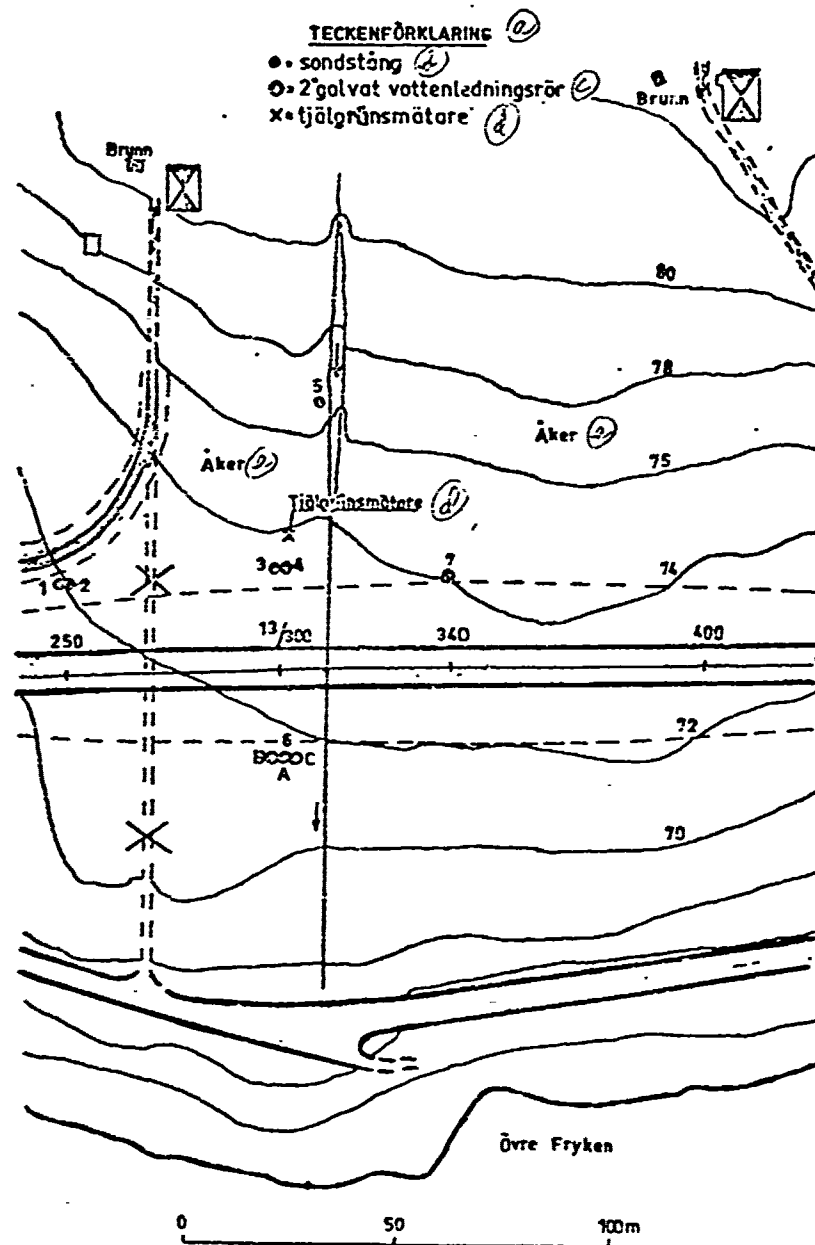 TECKENFÖRKLARING a
• = sondstång
o = 2" galvat vattenledningsrör c
x = tjälgränsmätare d
Brunn
Brunn
80
78
5
Åker e
Åker e
75
Tjälgränsmätare d
3 4
7
74
1 2
250
13/300
340
400
72
6
B C
A
70
Övre Fryken
0 50 100m